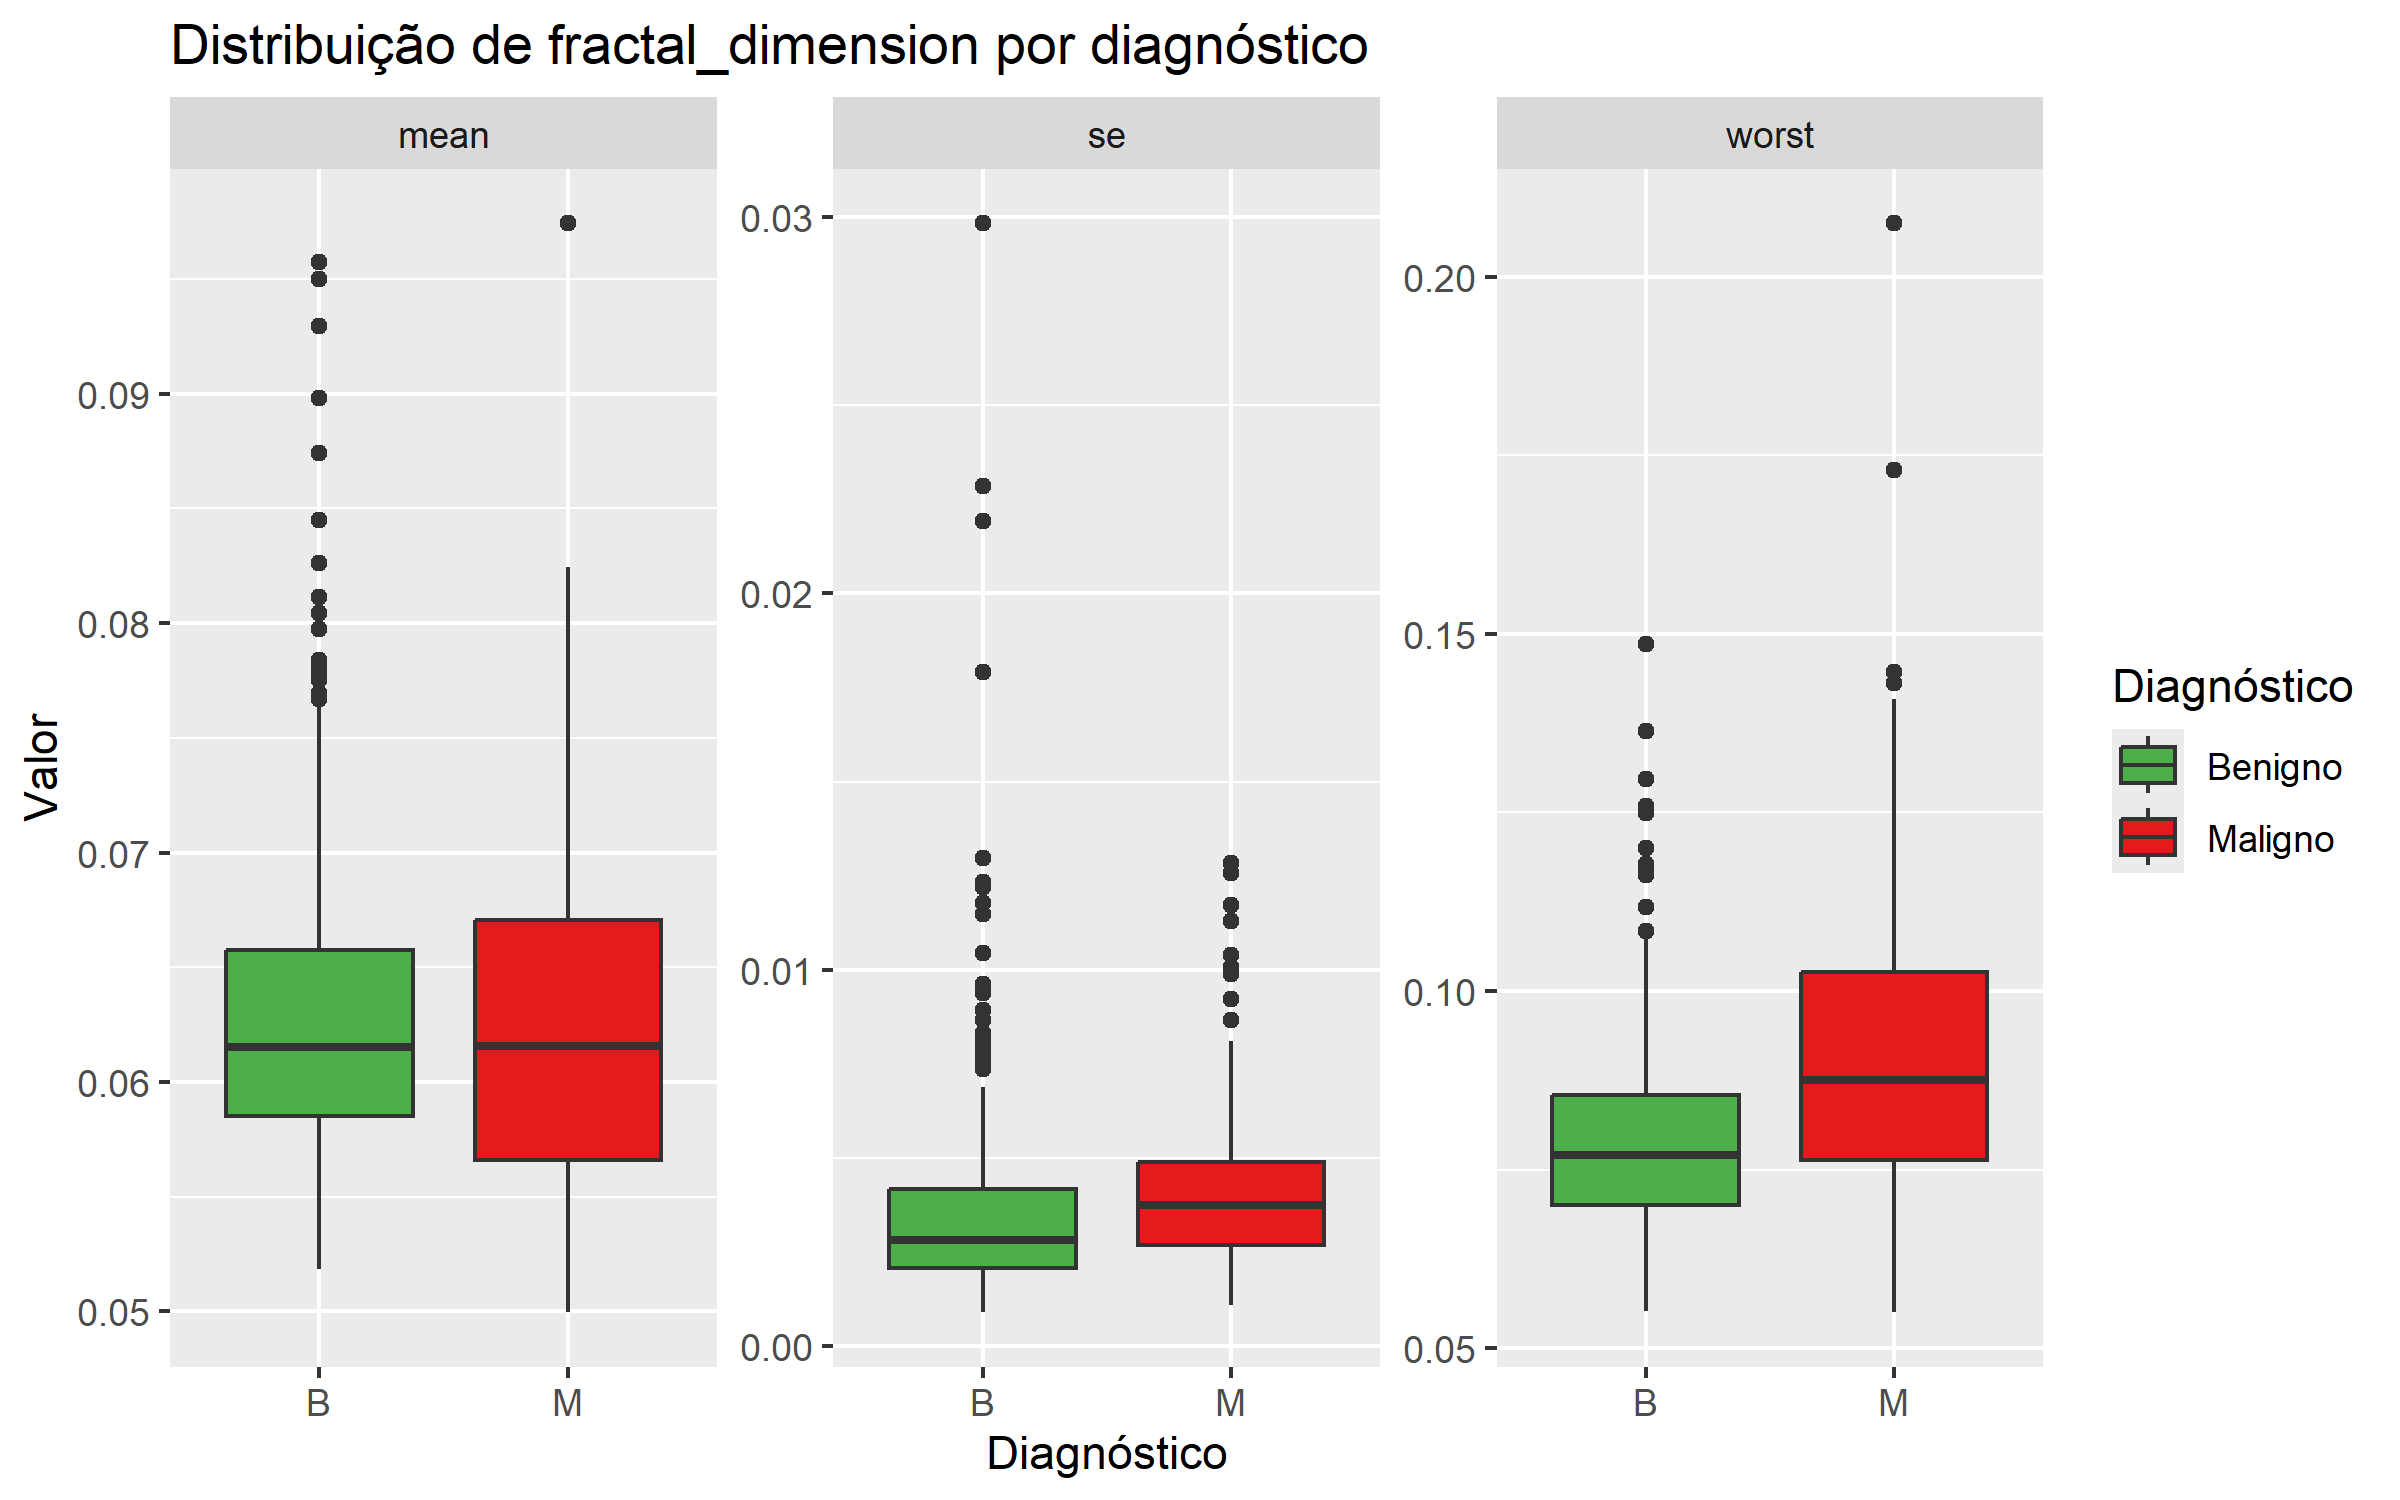 Distribuição de fractal_dimension por diagnóstico
mean
se
worst
Valor
0.09
0.08
0.07
0.06
0.05
0.03
0.02
0.01
0.00
0.20
0.15
0.10
0.05
B
M
B
M
B
M
Diagnóstico
Diagnóstico
Benigno
Maligno